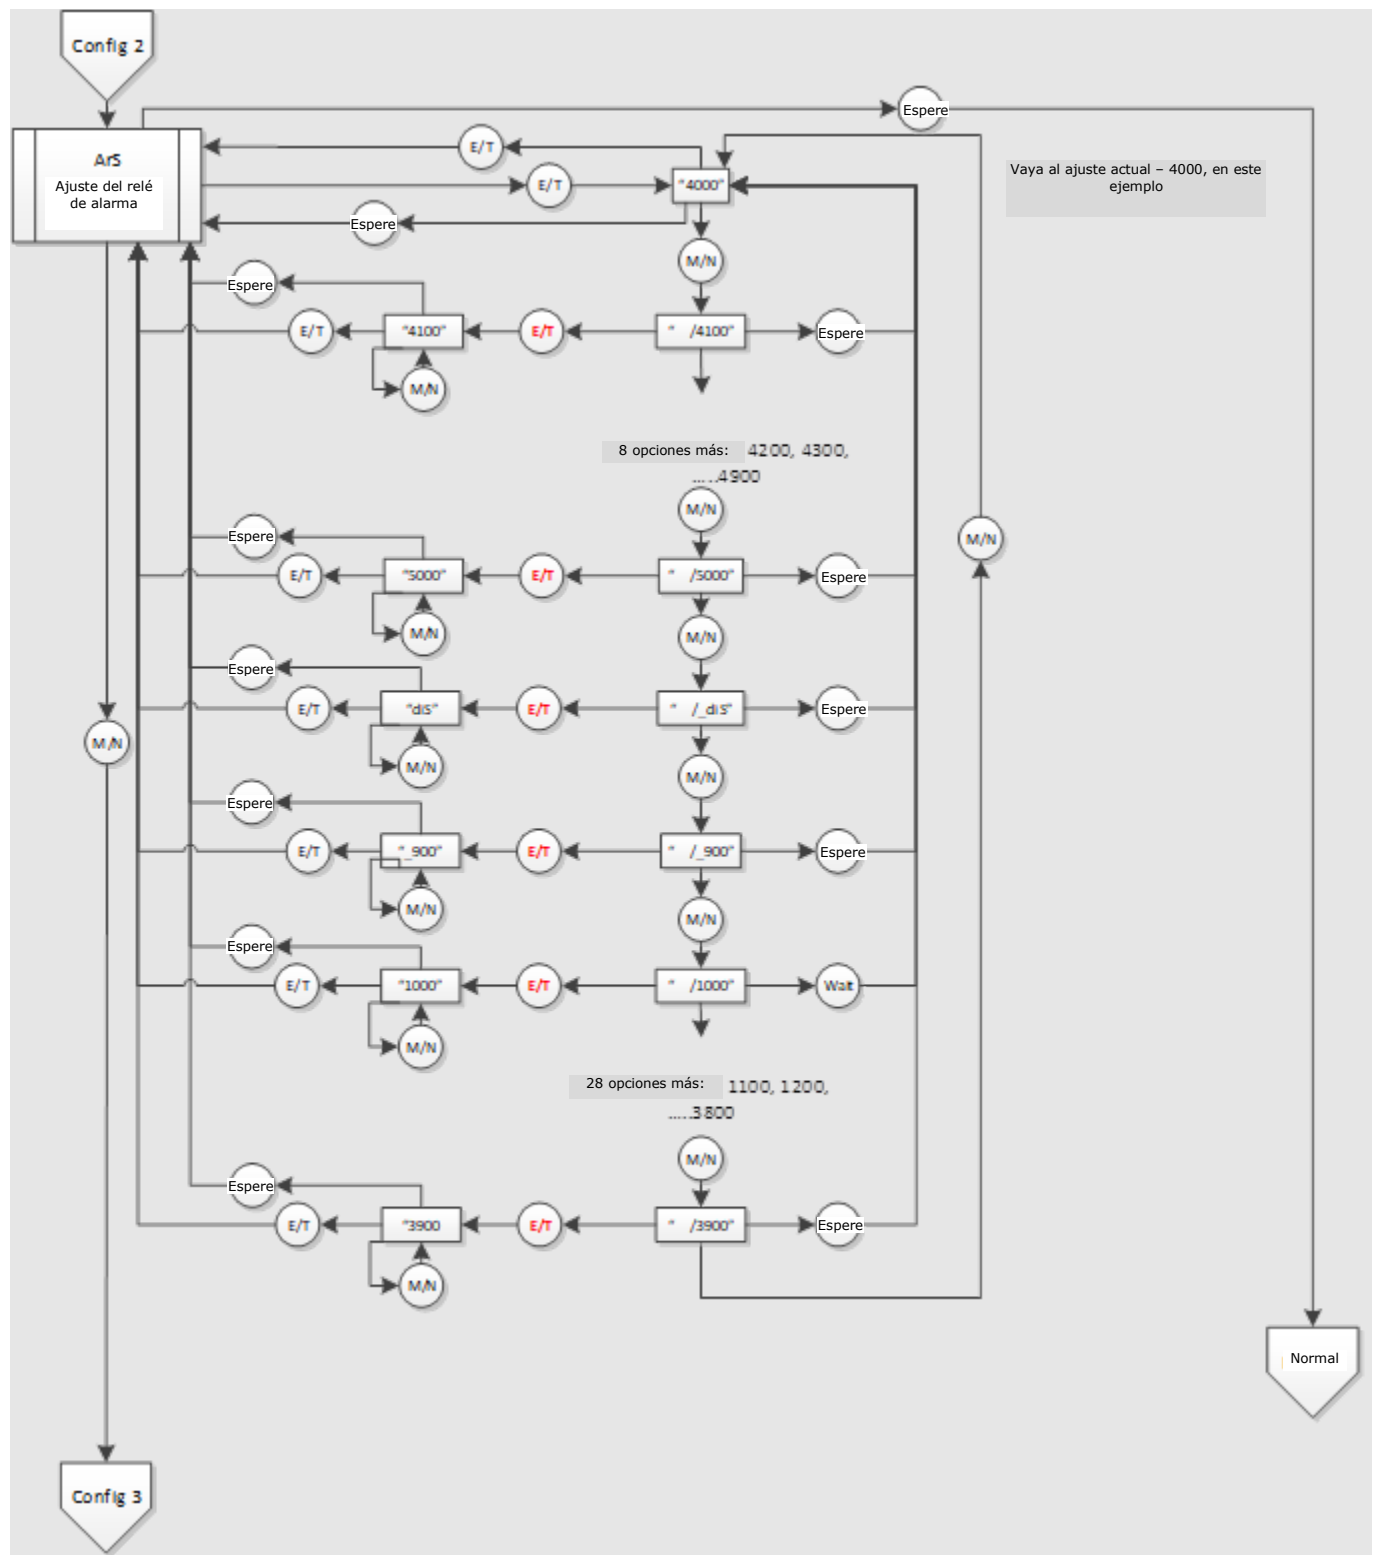 Config 2
Espere
ArS
Ajuste del relé
de alarma
E/T
E/T
"4000"
Vaya al ajuste actual – 4000, en este
ejemplo
Espere
M/N
Espere
E/T
"4100"
E/T
" /4100"
Espere
M/N
8 opciones más: 4200, 4300,
.....4900
M/N
Espere
M/N
E/T
"5000"
E/T
" /5000"
Espere
M/N
M/N
Espere
E/T
"diS"
E/T
" /_diS"
Espere
M/N
M/N
M/N
Espere
E/T
"_900"
E/T
" /_900"
Espere
M/N
M/N
Espere
E/T
"1000"
E/T
" /1000"
Wait
M/N
28 opciones más: 1100, 1200,
.....3800
M/N
Espere
E/T
"3900
E/T
" /3900"
Espere
M/N
Normal
Config 3